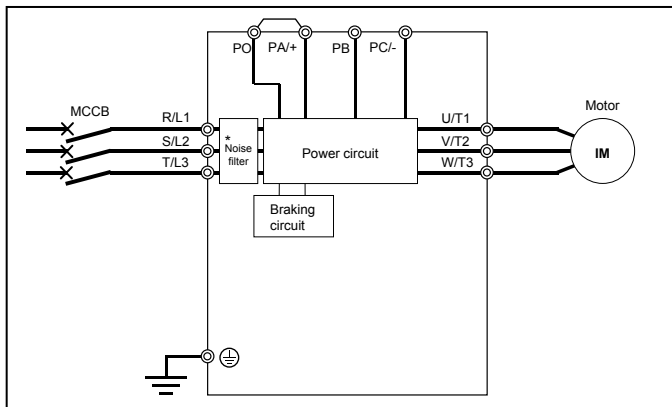 PO PA/+ PB PC/-
MCCB
R/L1
S/L2
T/L3
*
Noise
filter
Power circuit
Braking
circuit
U/T1
V/T2
W/T3
Motor
IM